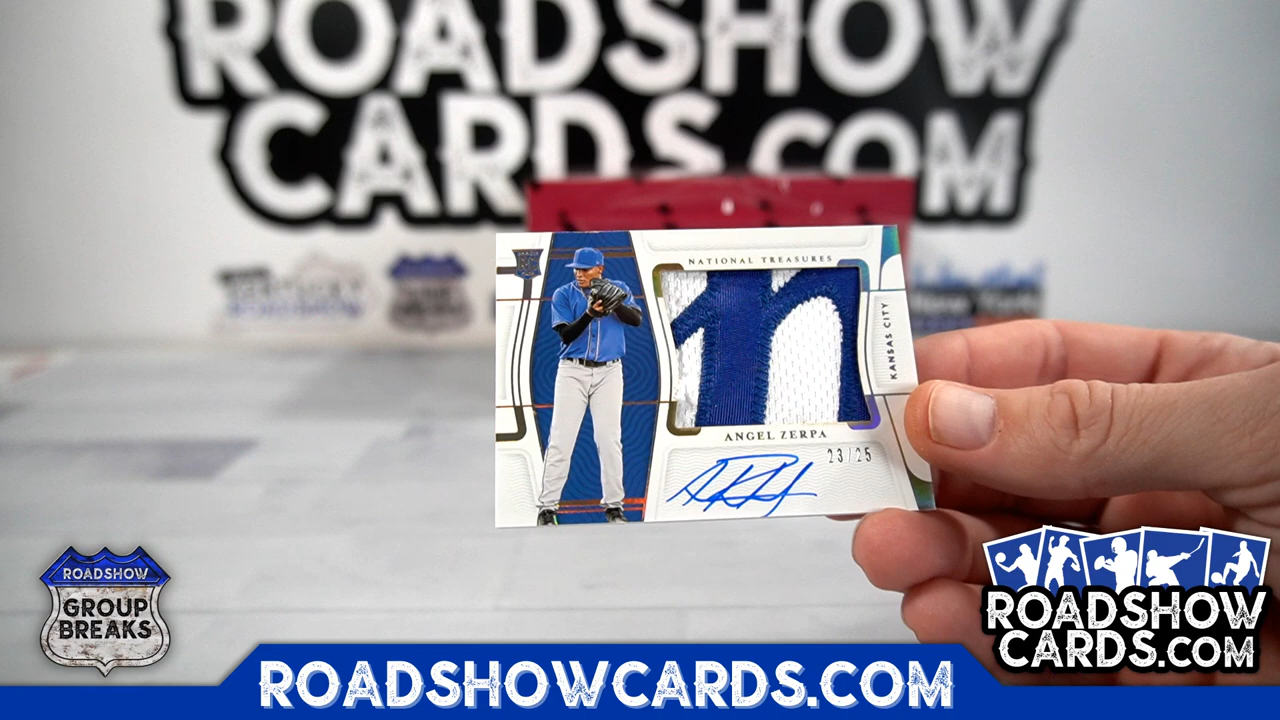 ROADSHOW
CARDS.COM
RC
NATIONAL TREASURES
KANSAS CITY
ANGEL ZERPA
23/25
ROADSHOW
GROUP
BREAKS
ROADSHOWCARDS.COM
ROADSHOW
CARDS.COM